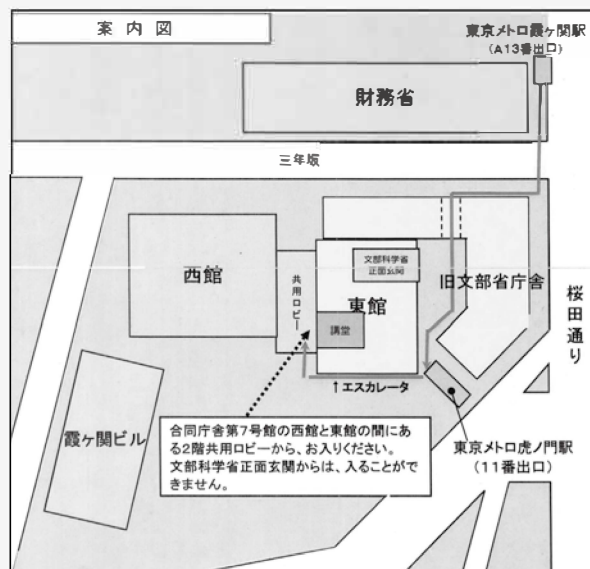 案内図
東京メトロ霞ヶ関駅
(A13番出口)
財務省
三年坂
文部科学省
正面玄関
西館
共用ロビー
東館
旧文部省庁舎
講堂
桜田通り
↑エスカレータ
霞ヶ関ビル
合同庁舎第7号館の西館と東館の間にあ
る2階共用ロビーから、お入りください。
文部科学省正面玄関からは、入ることがで
きません。
東京メトロ虎ノ門駅
(11番出口)